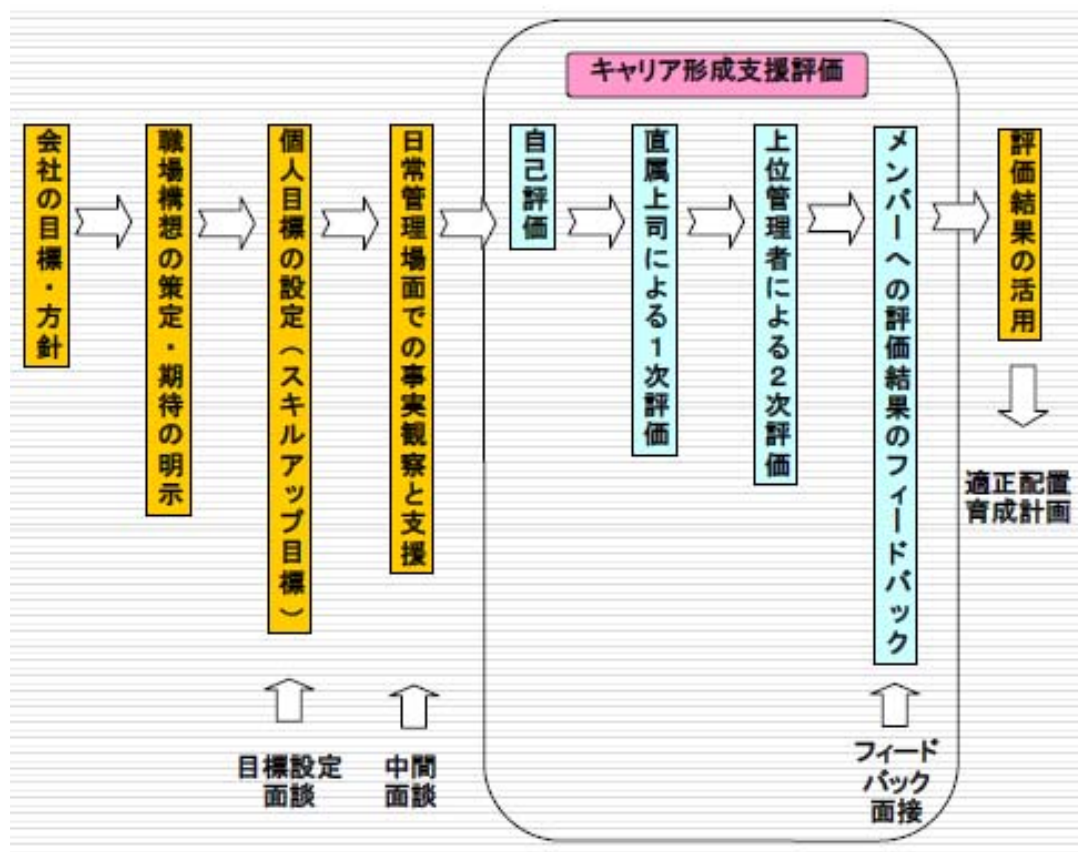 キャリア形成支援評価
会社の目標・方針
職場構想の策定・期待の明示
個人目標の設定(スキルアップ目標)
日常管理場面での事実観察と支援
自己評価
直属上司による1次評価
上位管理者による2次評価
メンバーへの評価結果のフィードバック
評価結果の活用
適正配置
育成計画
目標設定
面談
中間
面談
フィード
バック
面接